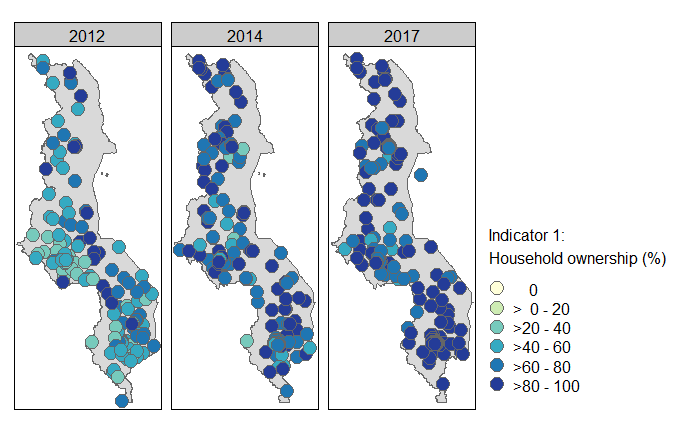 2012
2014
2017
Indicator 1:
Household ownership (%)
0
> 0 - 20
>20 - 40
>40 - 60
>60 - 80
>80 - 100